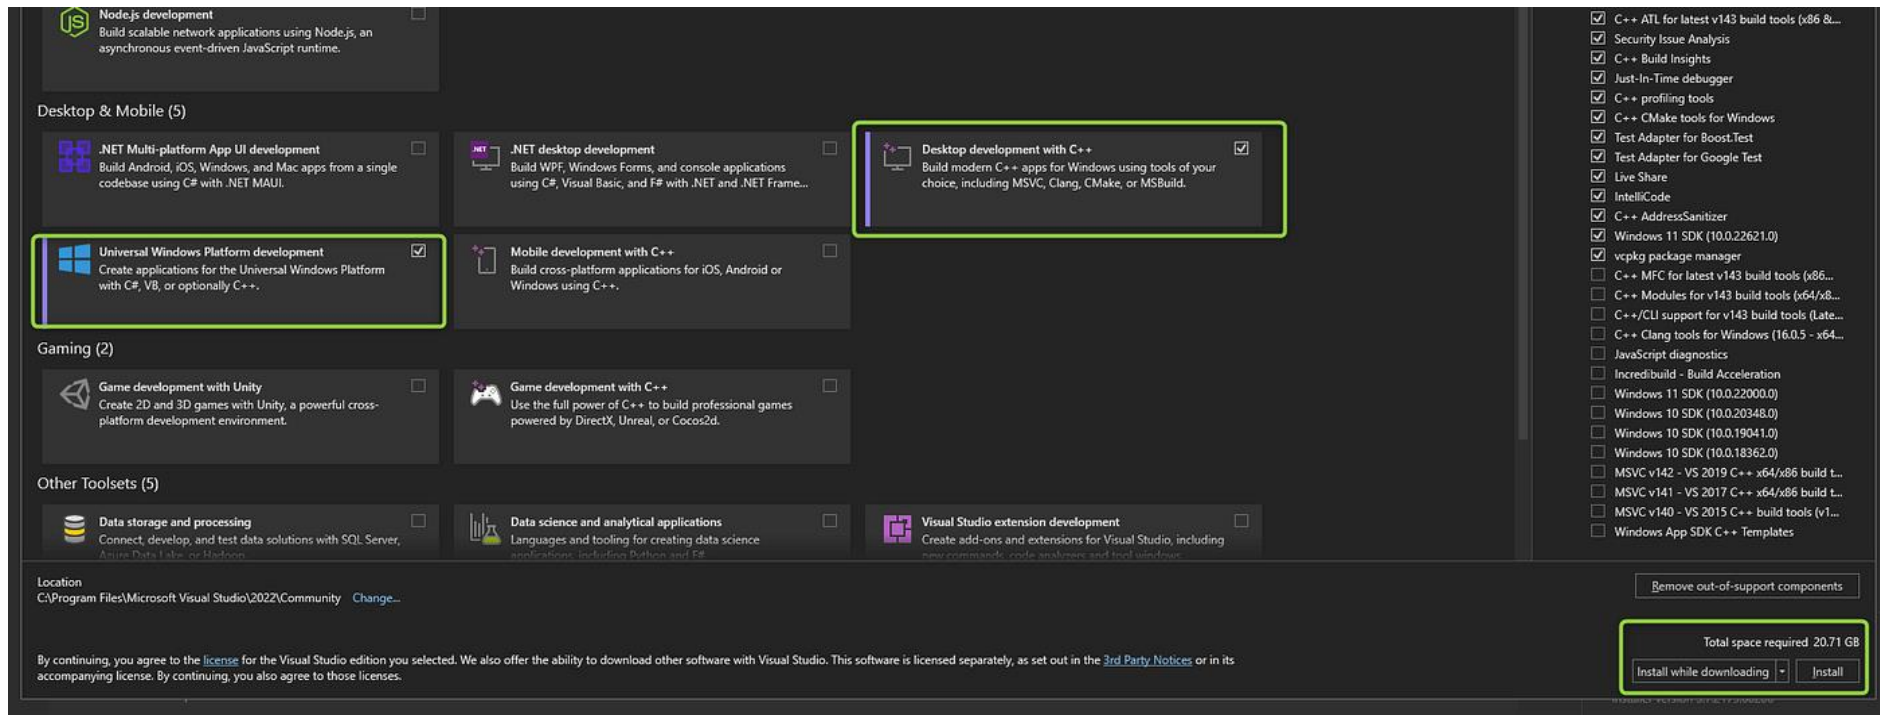 Node.js development
Build scalable network applications using Node.js, an
asynchronous event-driven JavaScript runtime.
Desktop & Mobile (5)
.NET Multi-platform App UI development
Build Android, iOS, Windows, and Mac apps from a single
codebase using C# with .NET MAUI.
.NET desktop development
Build WPF, Windows Forms, and console applications
using C#, Visual Basic, and F# with .NET and .NET Frame...
Desktop development with C++
Build modern C++ apps for Windows using tools of your
choice, including MSVC, Clang, CMake, or MSBuild.
Universal Windows Platform development
Create applications for the Universal Windows Platform
with C#, VB, or optionally C++.
Mobile development with C++
Build cross-platform applications for iOS, Android or
Windows using C++.
Gaming (2)
Game development with Unity
Create 2D and 3D games with Unity, a powerful cross-
platform development environment.
Game development with C++
Use the full power of C++ to build professional games
powered by DirectX, Unreal, or Cocos2d.
Other Toolsets (5)
Data storage and processing
Connect, develop, and test data solutions with SQL Server,
Azure Data Lake, or Hadoop
Data science and analytical applications
Languages and tooling for creating data science
applications, including Python and F#
Visual Studio extension development
Create add-ons and extensions for Visual Studio, including
new commands, code analyzers and tool windows
C++ ATL for latest v143 build tools (x86 &...
Security Issue Analysis
C++ Build Insights
Just-In-Time debugger
C++ profiling tools
C++ CMake tools for Windows
Test Adapter for Boost.Test
Test Adapter for Google Test
Live Share
IntelliCode
C++ AddressSanitizer
Windows 11 SDK (10.0.22621.0)
vcpkg package manager
C++ MFC for latest v143 build tools (x86...
C++ Modules for v143 build tools (x64/x8...
C++/CLI support for v143 build tools (Late...
C++ Clang tools for Windows (16.0.5 - x64...
JavaScript diagnostics
Incredibuild - Build Acceleration
Windows 11 SDK (10.0.22000.0)
Windows 10 SDK (10.0.20348.0)
Windows 10 SDK (10.0.19041.0)
Windows 10 SDK (10.0.18362.0)
MSVC v142 - VS 2019 C++ x64/x86 build t...
MSVC v141 - VS 2017 C++ x64/x86 build t...
MSVC v140 - VS 2015 C++ build tools (v1...
Windows App SDK C++ Templates
Location
C:\Program Files\Microsoft Visual Studio\2022\Community Change...
Remove out-of-support components
Total space required 20.71 GB
By continuing, you agree to the license for the Visual Studio edition you selected. We also offer the ability to download other software with Visual Studio. This software is licensed separately, as set out in the 3rd Party Notices or in its
accompanying license. By continuing, you also agree to those licenses.
Install while downloading
Install